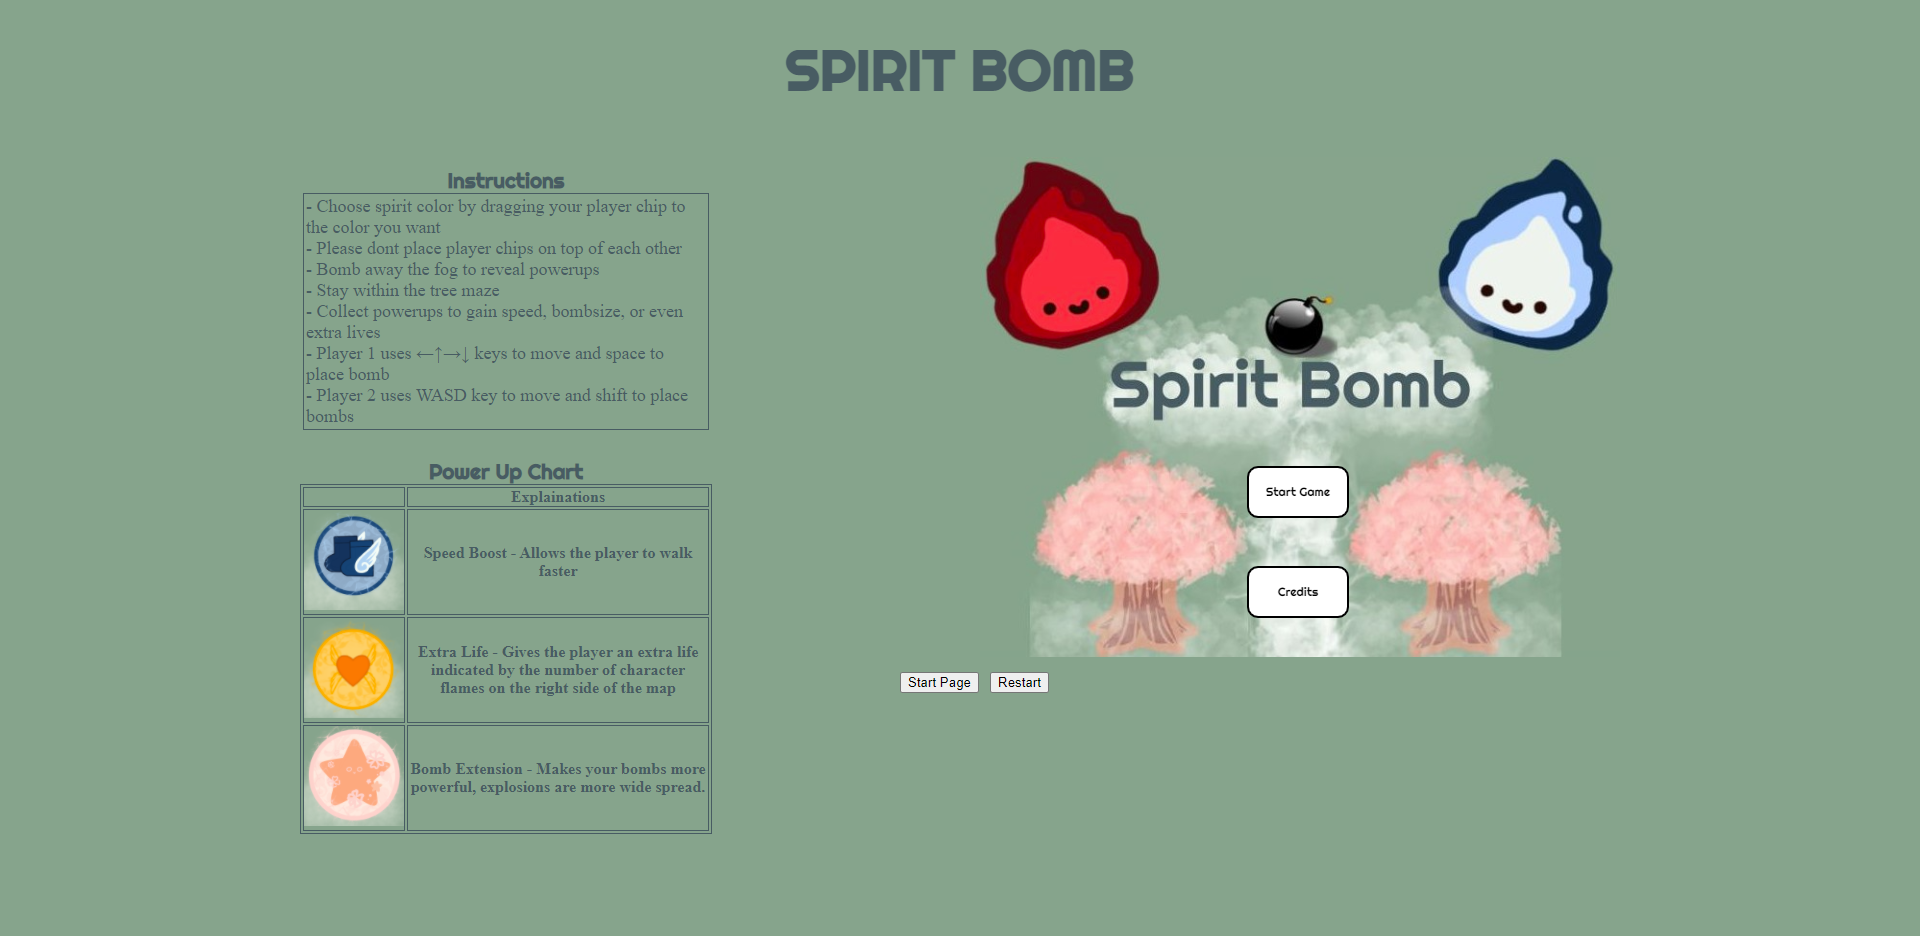 SPIRIT BOMB
Instructions
- Choose spirit color by dragging your player chip to
the color you want
- Please dont place player chips on top of each other
- Bomb away the fog to reveal powerups
- Stay within the tree maze
- Collect powerups to gain speed, bombsize, or even
extra lives
- Player 1 uses ←↑→↓ keys to move and space to
place bomb
- Player 2 uses WASD key to move and shift to place
bombs
Power Up Chart
Explainations
Speed Boost - Allows the player to walk
faster
Extra Life - Gives the player an extra life
indicated by the number of character
flames on the right side of the map
Bomb Extension - Makes your bombs more
powerful, explosions are more wide spread.
Spirit Bomb
Start Game
Credits
Start Page
Restart